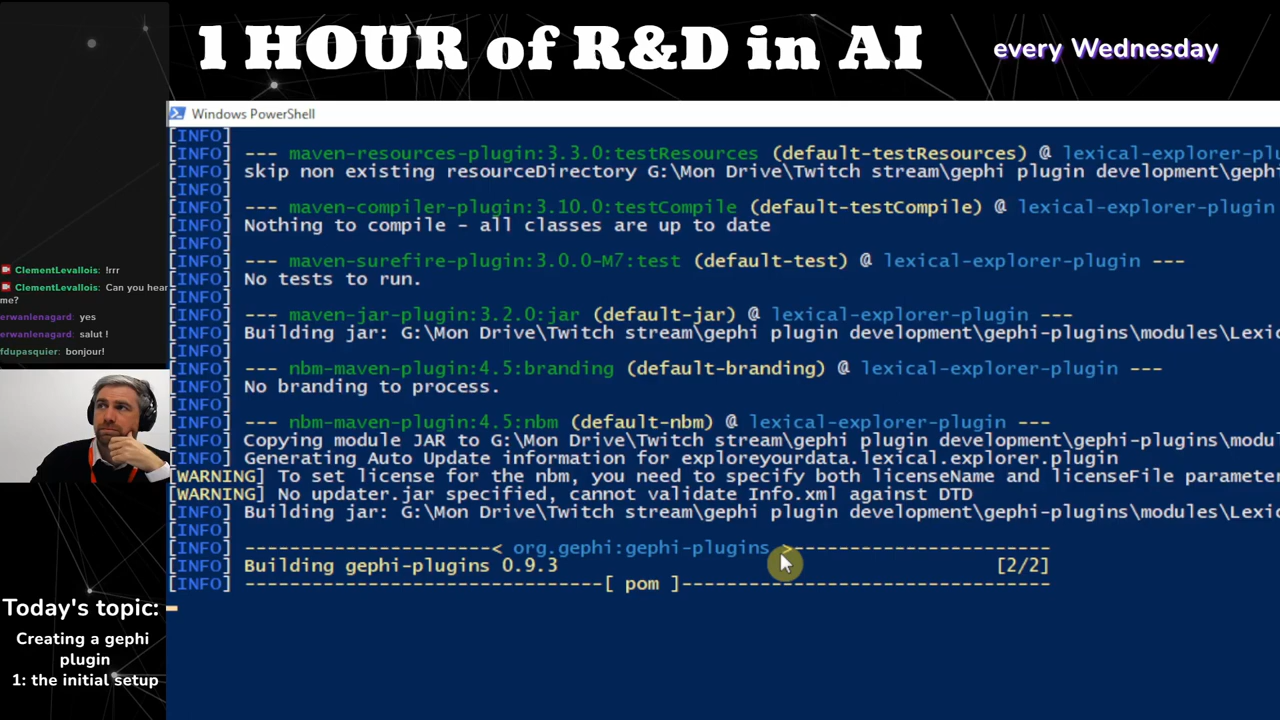 1 HOUR of R&D in AI
every Wednesday
Windows PowerShell
[INFO]
[INFO] --- maven-resources-plugin:3.3.0:testResources (default-testResources) @ lexical-explorer-plu
[INFO] skip non existing resourceDirectory G:\Mon Drive\Twitch stream\gephi plugin development\gephi
[INFO]
[INFO] --- maven-compiler-plugin:3.10.0:testCompile (default-testCompile) @ lexical-explorer-plugin
[INFO] Nothing to compile - all classes are up to date
[INFO]
[INFO] --- maven-surefire-plugin:3.0.0-M7:test (default-test) @ lexical-explorer-plugin ---
[INFO] No tests to run.
[INFO]
[INFO] --- maven-jar-plugin:3.2.0:jar (default-jar) @ lexical-explorer-plugin ---
[INFO] Building jar: G:\Mon Drive\Twitch stream\gephi plugin development\gephi-plugins\modules\Lexic
[INFO]
[INFO] --- nbm-maven-plugin:4.5:branding (default-branding) @ lexical-explorer-plugin ---
[INFO] No branding to process.
[INFO]
[INFO] --- nbm-maven-plugin:4.5:nbm (default-nbm) @ lexical-explorer-plugin ---
[INFO] Copying module JAR to G:\Mon Drive\Twitch stream\gephi plugin development\gephi-plugins\modul
[INFO] Generating Auto Update information for exploreyourdata.lexical.explorer.plugin
[WARNING] To set license for the nbm, you need to specify both licenseName and licenseFile parameter
[WARNING] No updater.jar specified, cannot validate Info.xml against DTD
[INFO] Building jar: G:\Mon Drive\Twitch stream\gephi plugin development\gephi-plugins\modules\Lexic
[INFO]
[INFO] ----------------------< org.gephi:gephi-plugins >-----------------------
[INFO] Building gephi-plugins 0.9.3 [2/2]
[INFO] --------------------------------[ pom ]---------------------------------
ClementLevallois: !rrr
ClementLevallois: Can you hear
me?
erwanlenagard: yes
erwanlenagard: salut !
fdupasquier: bonjour!
Today's topic:
Creating a gephi
plugin
1: the initial setup